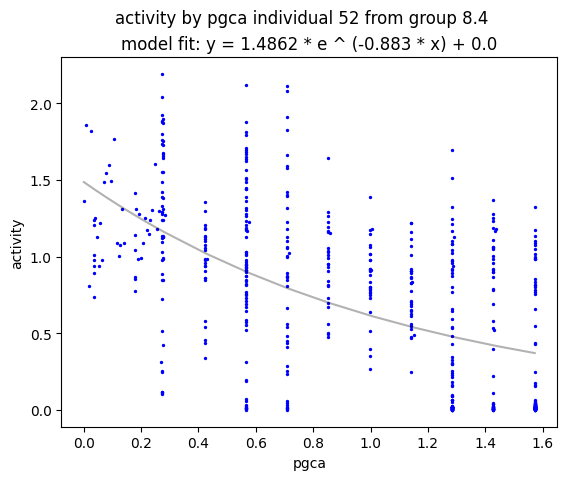 activity by pgca individual 52 from group 8.4
model fit: y = 1.4862 * e ^ (-0.883 * x) + 0.0
2.0
1.5
1.0
0.5
0.0
activity
0.0 0.2 0.4 0.6 0.8 1.0 1.2 1.4 1.6
pgca